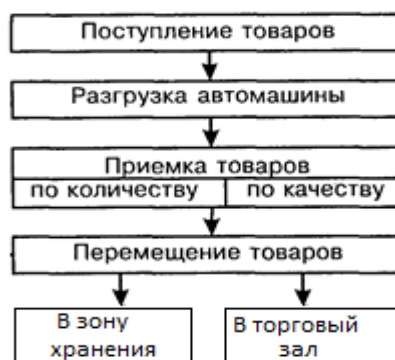 Поступление товаров
Разгрузка автомашины
Приемка товаров
по количеству по качеству
Перемещение товаров
В зону В торговый
хранения зал